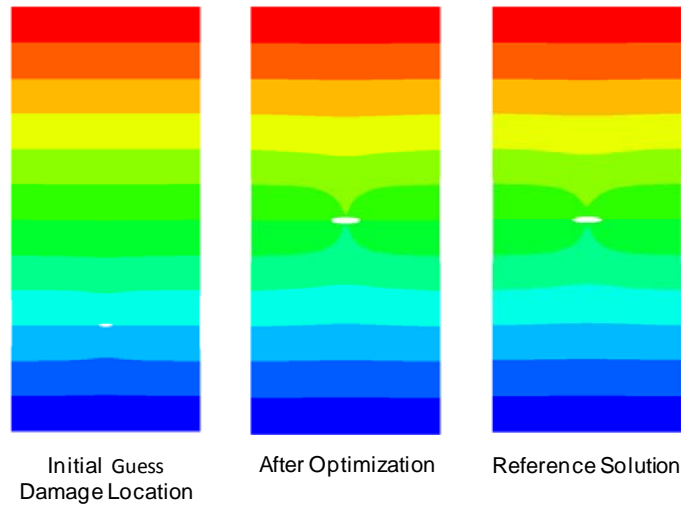 Initial Guess
Damage Location
After Optimization
Reference Solution